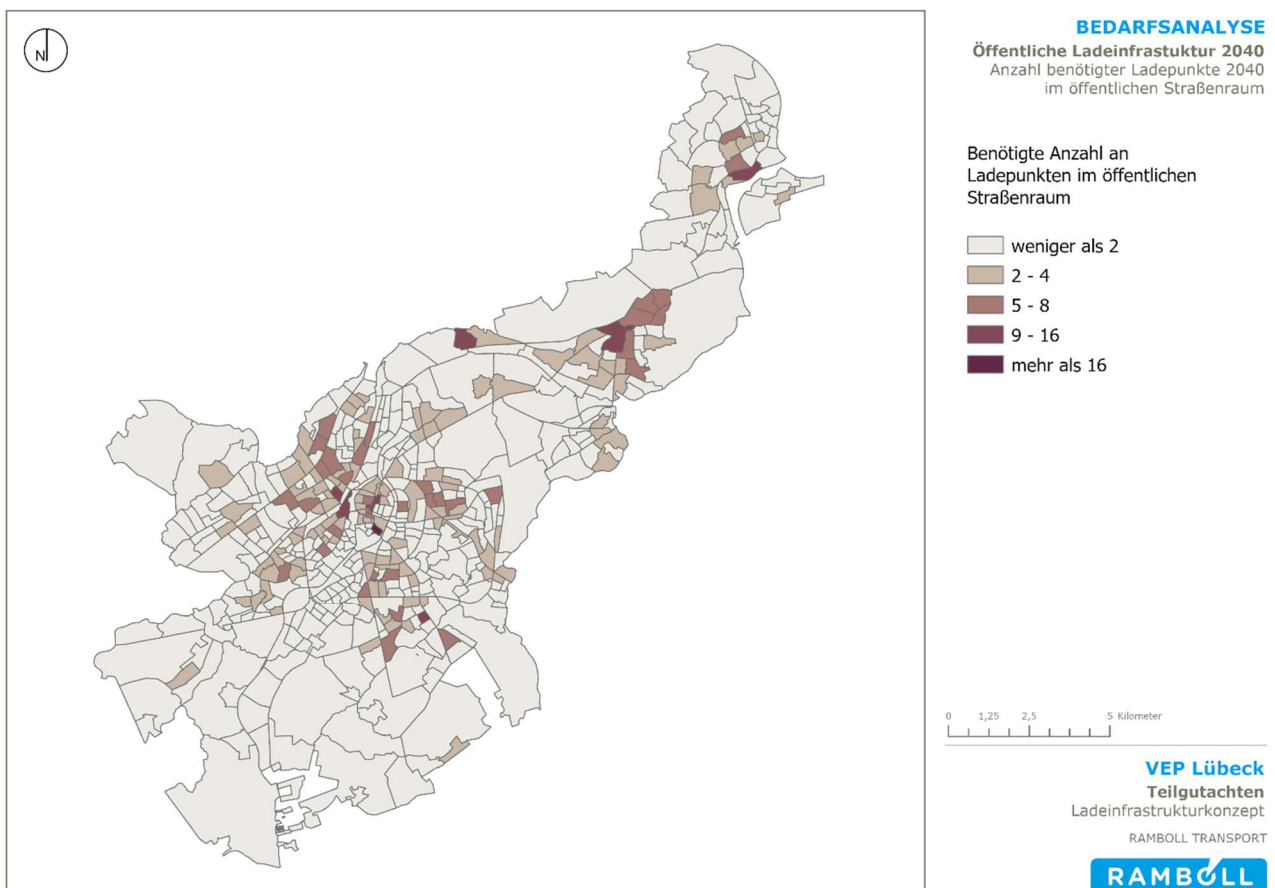 N
BEDARFSANALYSE
Öffentliche Ladeinfrastuktur 2040
Anzahl benötigter Ladepunkte 2040
im öffentlichen Straßenraum
Benötigte Anzahl an
Ladepunkten im öffentlichen
Straßenraum
weniger als 2
2 - 4
5 - 8
9 - 16
mehr als 16
0 1,25 2,5 5 Kilometer
VEP Lübeck
Teilgutachten
Ladeinfrastrukturkonzept
RAMBOLL TRANSPORT
RAMBOLL